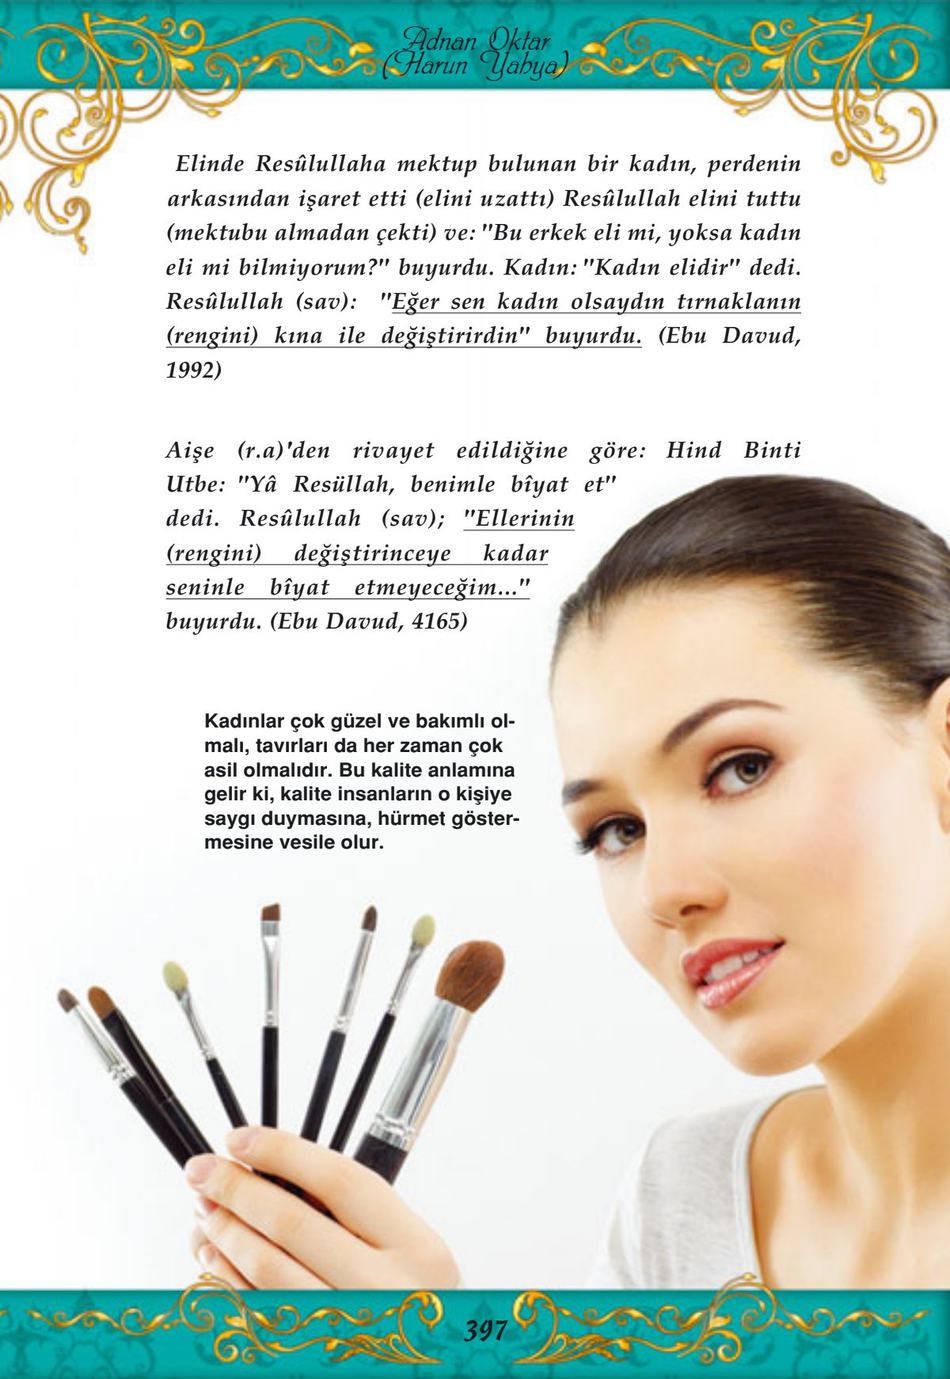 Adnan Oktar
(Harun Yahya)
Elinde Resûlullaha mektup bulunan bir kadın, perdenin
arkasından işaret etti (elini uzattı) Resûlullah elini tuttu
(mektubu almadan çekti) ve: "Bu erkek eli mi, yoksa kadın
eli mi bilmiyorum?" buyurdu. Kadın: "Kadın elidir" dedi.
Resûlullah (sav): "Eğer sen kadın olsaydın tırnaklanın
(rengini) kına ile değiştirirdin" buyurdu. (Ebu Davud,
1992)
Aişe (r.a)'den rivayet edildiğine göre: Hind Binti
Utbe: "Yâ Resüllah, benimle bîyat et"
dedi. Resûlullah (sav); "Ellerinin
(rengini) değiştirinceye kadar
seninle bîyat etmeyeceğim..."
buyurdu. (Ebu Davud, 4165)
Kadınlar çok güzel ve bakımlı ol-
malı, tavırları da her zaman çok
asil olmalıdır. Bu kalite anlamına
gelir ki, kalite insanların o kişiye
saygı duymasına, hürmet göster-
mesine vesile olur.
397